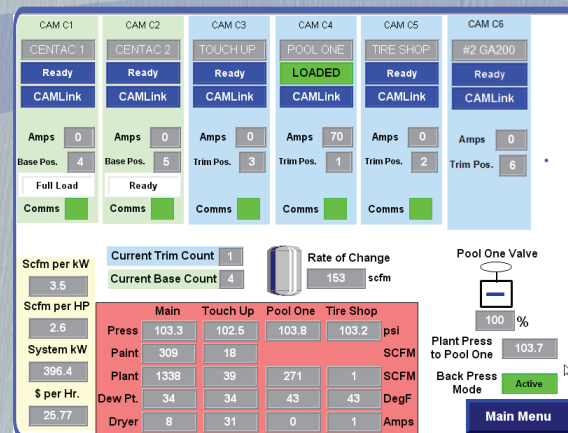 CAM C1 CAM C2 CAM C3 CAM C4 CAM C5 CAM C6
CENTAC 1 CENTAC 2 TOUCH UP POOL ONE TIRE SHOP #2 GA200
Ready Ready Ready LOADED Ready Ready
CAMLink CAMLink CAMLink CAMLink CAMLink CAMLink
Amps 0 Amps 0 Amps 0 Amps 70 Amps 0 Amps 0
Base Pos. 4 Base Pos. 5 Trim Pos. 3 Trim Pos. 1 Trim Pos. 2 Trim Pos. 6
Full Load Ready
Comms Comms Comms Comms Comms
Current Trim Count 1
Current Base Count 4
Rate of Change
153 scfm
Pool One Valve
100 %
Plant Press
to Pool One 103.7
Back Press
Mode Active
Main Menu
Scfm per kW
3.5
Scfm per HP
2.6
System kW
396.4
$ per Hr.
25.77
Main Touch Up Pool One Tire Shop
Press 103.3 102.5 103.8 103.2 psi
Paint 309 18 SCFM
Plant 1338 39 271 1 SCFM
Dew Pt. 34 34 43 43 DegF
Dryer 8 31 0 1 Amps